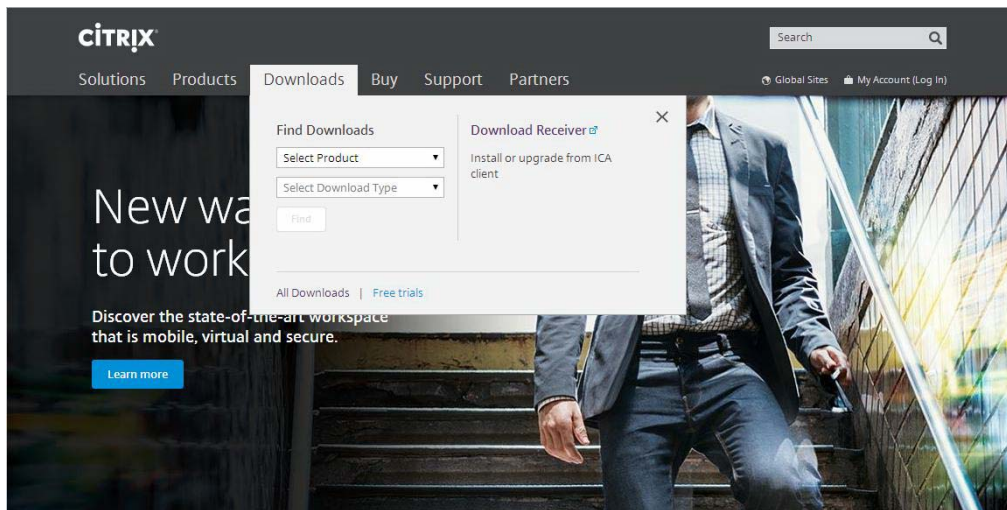 CITRIX
Search
Solutions Products Downloads Buy Support Partners
Global Sites My Account (Log In)
Find Downloads
Select Product
Select Download Type
Find
Download Receiver
Install or upgrade from ICA
client
All Downloads | Free trials
New wa
to work
Discover the state-of-the-art workspace
that is mobile, virtual and secure.
Learn more